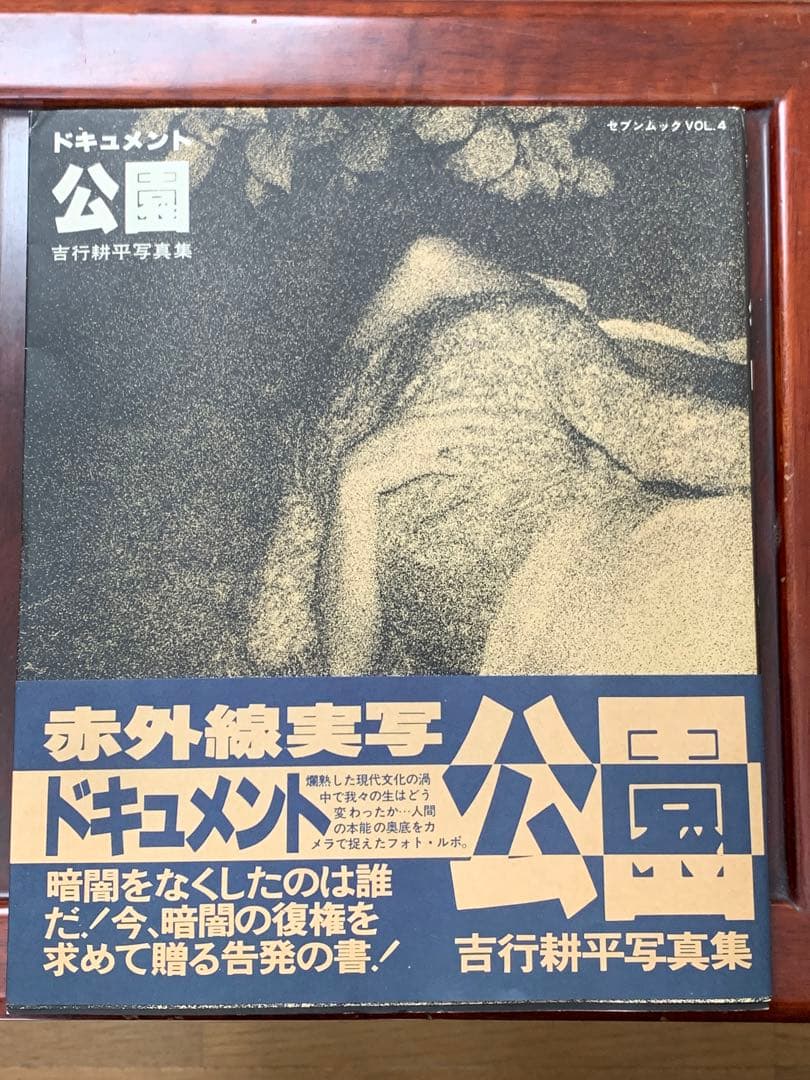 ドキュメント
公園
吉行耕平写真集
セブンムック VOL.4
赤外線実写
ドキュメント
爛熟した現代文化の渦
中で我々の生はどう
変わったか…人間
の本能の奥底をカ
メラで捉えたフォト・ルポ。
公園
暗闇をなくしたのは誰
だ!今、暗闇の復権を
求めて贈る告発の書!
吉行耕平写真集